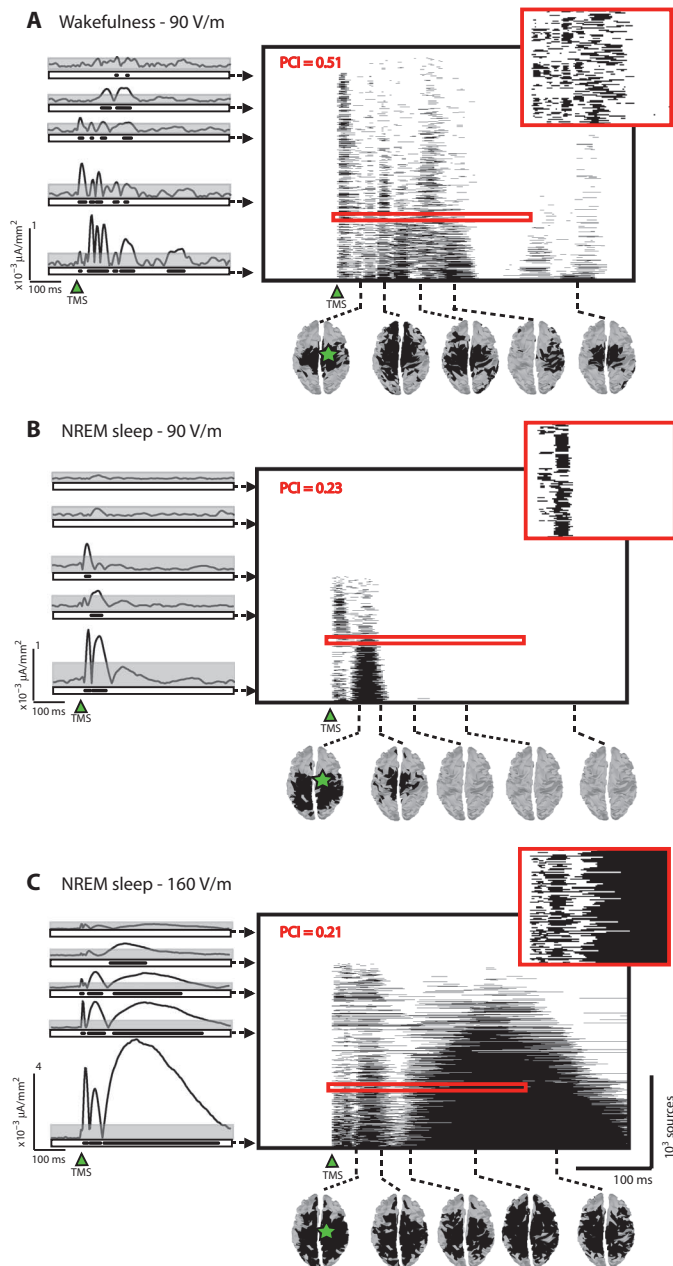 A Wakefulness - 90 V/m
PCI = 0.51
1
x10⁻³ µA/mm²
100 ms
TMS
TMS
B NREM sleep - 90 V/m
PCI = 0.23
1
x10⁻³ µA/mm²
100 ms
TMS
TMS
C NREM sleep - 160 V/m
PCI = 0.21
4
x10⁻³ µA/mm²
100 ms
TMS
TMS
10³ sources
100 ms